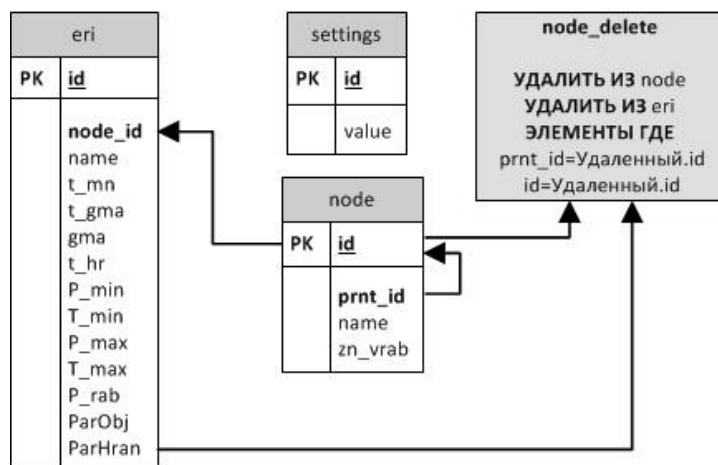 eri
PK id
node_id
name
t_mn
t_gma
gma
t_hr
P_min
T_min
P_max
T_max
P_rab
ParObj
ParHran
settings
PK id
value
node
PK id
prnt_id
name
zn_vrab
node_delete
УДАЛИТЬ ИЗ node
УДАЛИТЬ ИЗ eri
ЭЛЕМЕНТЫ ГДЕ
prnt_id=Удаленный.id
id=Удаленный.id